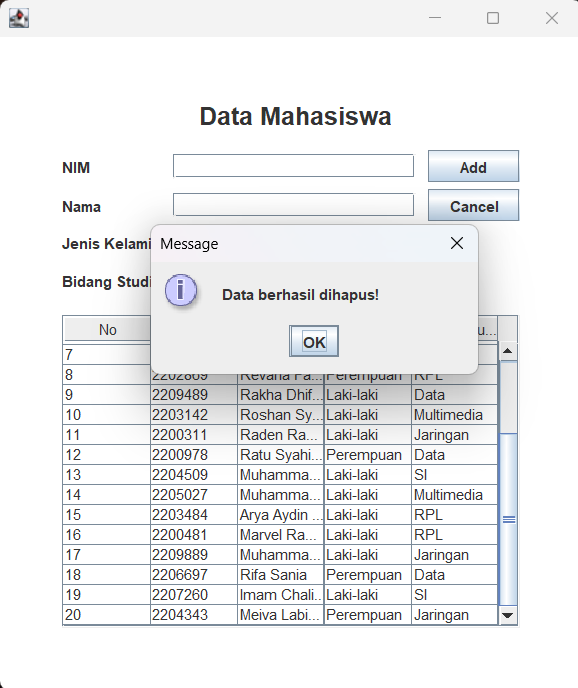 Data Mahasiswa
NIM Add
Nama Cancel
Jenis Kelami
Bidang Studi
Message
Data berhasil dihapus!
OK
No u...
7
8 2202869 Revana Fa... Perempuan RPL
9 2209489 Rakha Dhif... Laki-laki Data
10 2203142 Roshan Sy... Laki-laki Multimedia
11 2200311 Raden Ra... Laki-laki Jaringan
12 2200978 Ratu Syahi... Perempuan Data
13 2204509 Muhamma... Laki-laki SI
14 2205027 Muhamma... Laki-laki Multimedia
15 2203484 Arya Aydin ... Laki-laki RPL
16 2200481 Marvel Ra... Laki-laki RPL
17 2209889 Muhamma... Laki-laki Jaringan
18 2206697 Rifa Sania Perempuan Data
19 2207260 Imam Chali... Laki-laki SI
20 2204343 Meiva Labi... Perempuan Jaringan